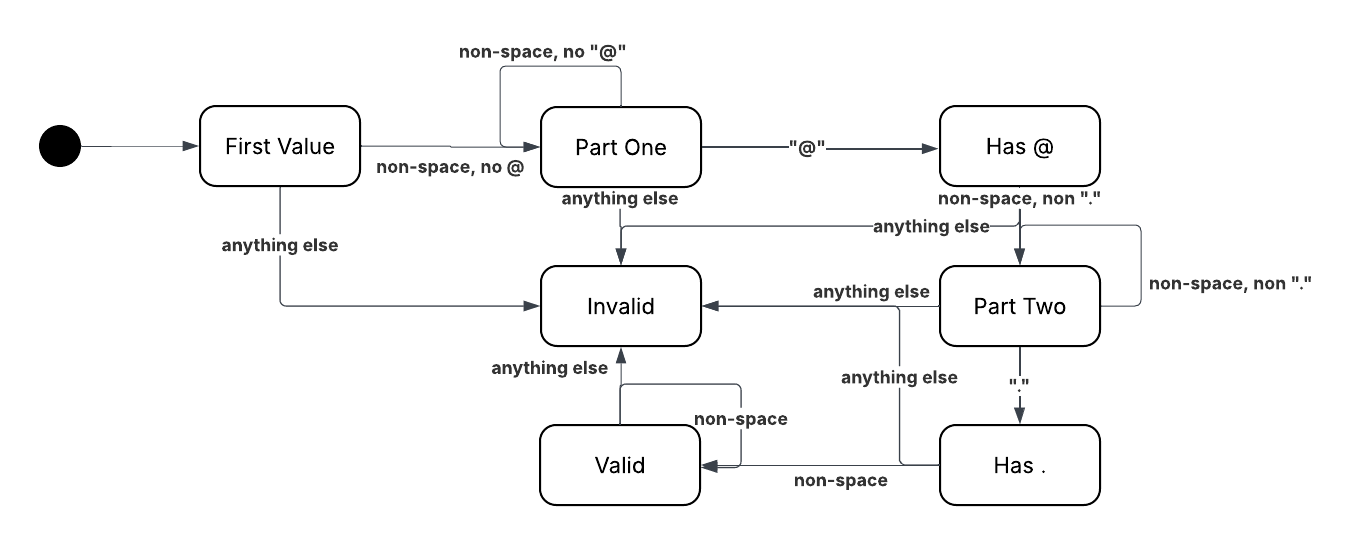 non-space, no "@"
First Value
Part One
"@"
Has @
non-space, no @
anything else
non-space, non "."
anything else
anything else
non-space, non "."
anything else
Invalid
Part Two
anything else
anything else
"."
non-space
Valid
Has .
non-space